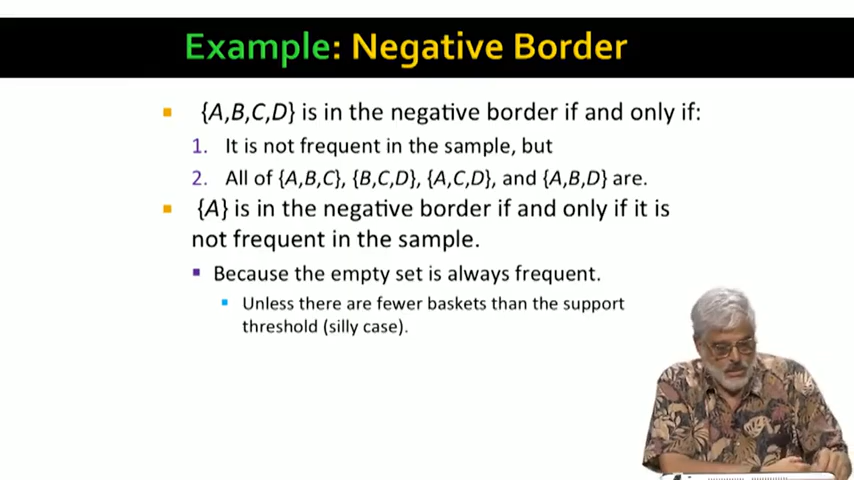 Example: Negative Border
▪ {A,B,C,D} is in the negative border if and only if:
1. It is not frequent in the sample, but
2. All of {A,B,C}, {B,C,D}, {A,C,D}, and {A,B,D} are.
▪ {A} is in the negative border if and only if it is
not frequent in the sample.
▪ Because the empty set is always frequent.
▪ Unless there are fewer baskets than the support
threshold (silly case).